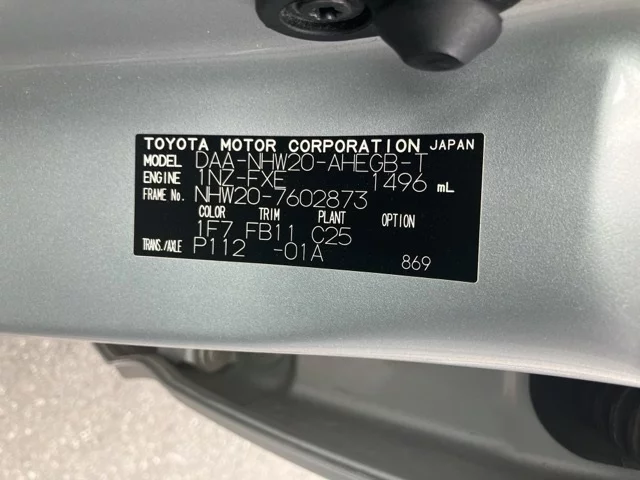 TOYOTA MOTOR CORPORATION JAPAN
MODEL DAA-NHW20-AHEGB-T
ENGINE 1NZ-FXE 1496 mL
FRAME No. NHW20-7602873
COLOR TRIM PLANT OPTION
1F7 FB11 C25
TRANS./AXLE P112 -01A
869